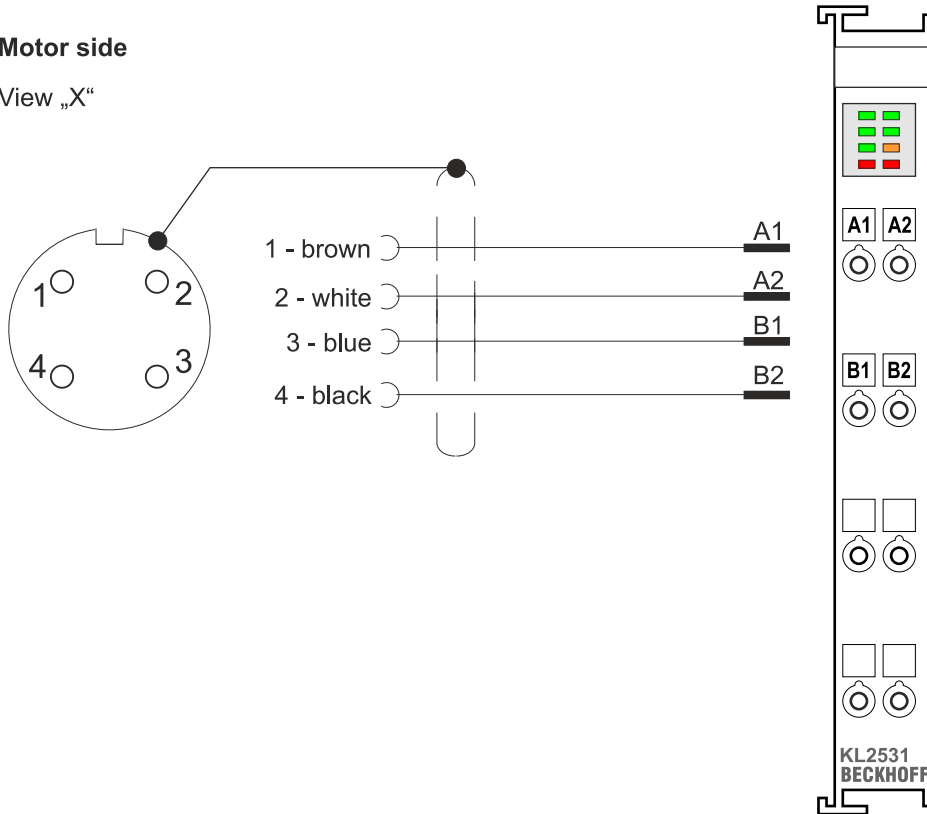 Motor side
View „X“
1 2
4 3
1 - brown A1
2 - white A2
3 - blue B1
4 - black B2
A1 A2
B1 B2
KL2531
BECKHOFF